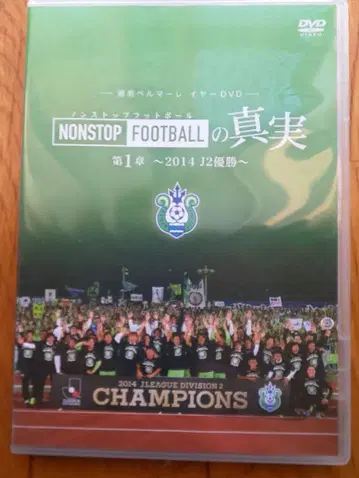 DVD
VIDEO
湘南ベルマーレ イヤーDVD
ノンストップフットボール
NONSTOP FOOTBALLの真実
第1章 ～2014 J2優勝～
2014 J.LEAGUE DIVISION 2
CHAMPIONS